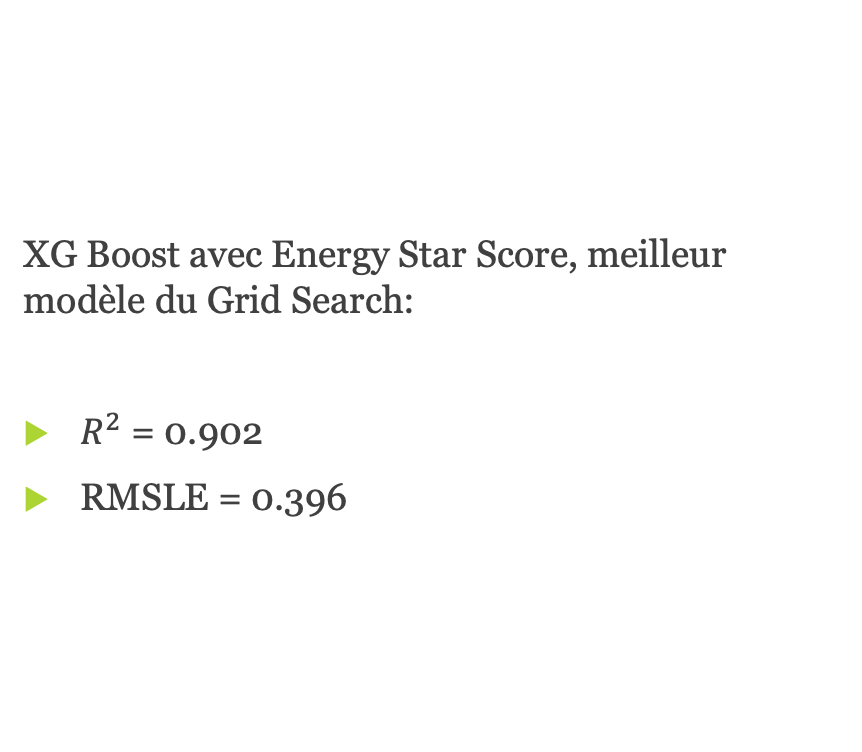 XG Boost avec Energy Star Score, meilleur
modèle du Grid Search:
R² = 0.902
RMSLE = 0.396